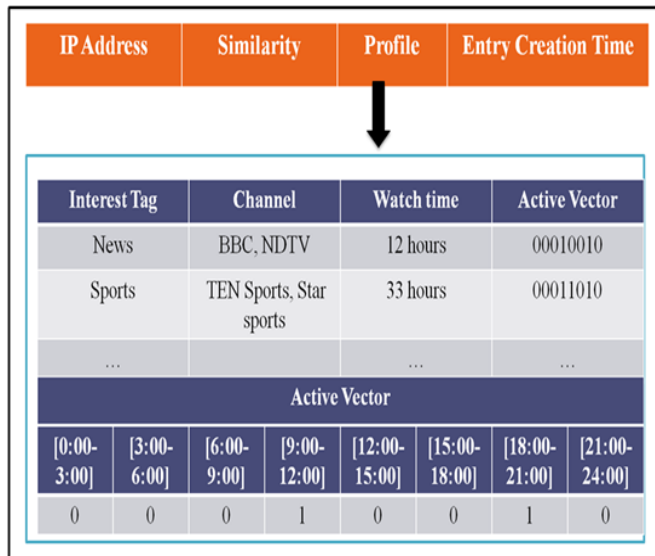 IP Address Similarity Profile Entry Creation Time
Interest Tag Channel Watch time Active Vector
News BBC, NDTV 12 hours 00010010
Sports TEN Sports, Star 33 hours 00011010
sports
... ... ...
Active Vector
[0:00- [3:00- [6:00- [9:00- [12:00- [15:00- [18:00- [21:00-
3:00] 6:00] 9:00] 12:00] 15:00] 18:00] 21:00] 24:00]
0 0 0 1 0 0 1 0